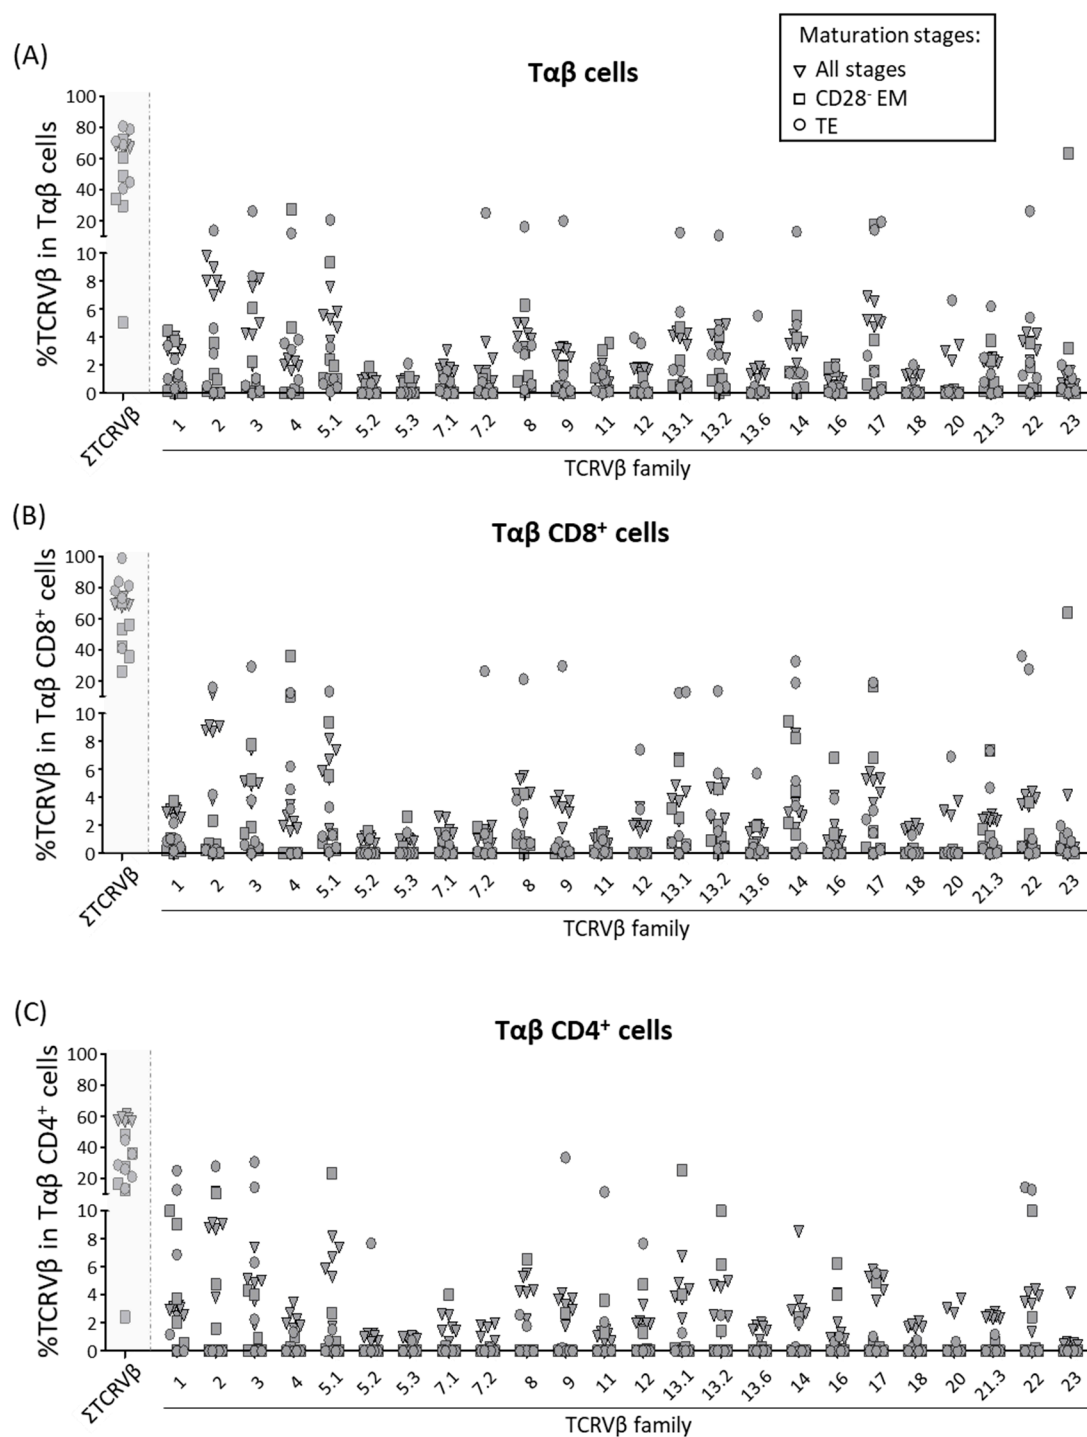 Maturation stages:
All stages
CD28⁻ EM
TE
(A)
Tαβ cells
%TCRVβ in Tαβ cells
100
80
60
40
20
10
8
6
4
2
0
ΣTCRVβ 1 2 3 4 5.1 5.2 5.3 7.1 7.2 8 9 11 12 13.1 13.2 13.6 14 16 17 18 20 21.3 22 23
TCRVβ family
(B)
Tαβ CD8⁺ cells
%TCRVβ in Tαβ CD8⁺ cells
100
80
60
40
20
10
8
6
4
2
0
ΣTCRVβ 1 2 3 4 5.1 5.2 5.3 7.1 7.2 8 9 11 12 13.1 13.2 13.6 14 16 17 18 20 21.3 22 23
TCRVβ family
(C)
Tαβ CD4⁺ cells
%TCRVβ in Tαβ CD4⁺ cells
100
80
60
40
20
10
8
6
4
2
0
ΣTCRVβ 1 2 3 4 5.1 5.2 5.3 7.1 7.2 8 9 11 12 13.1 13.2 13.6 14 16 17 18 20 21.3 22 23
TCRVβ family